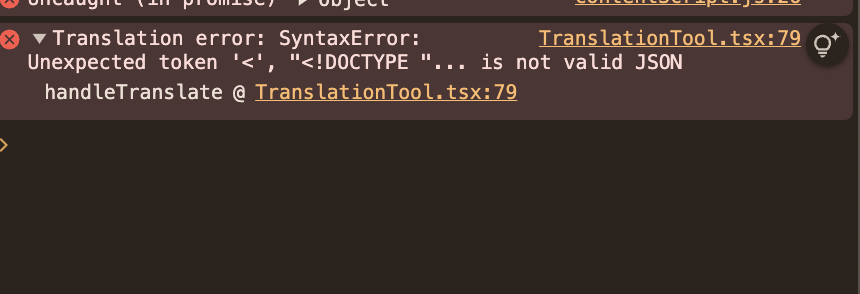 Uncaught (in promise) ▶ Object contentScript.js:20
▼Translation error: SyntaxError: TranslationTool.tsx:79
Unexpected token '<', "<!DOCTYPE "... is not valid JSON
handleTranslate @ TranslationTool.tsx:79